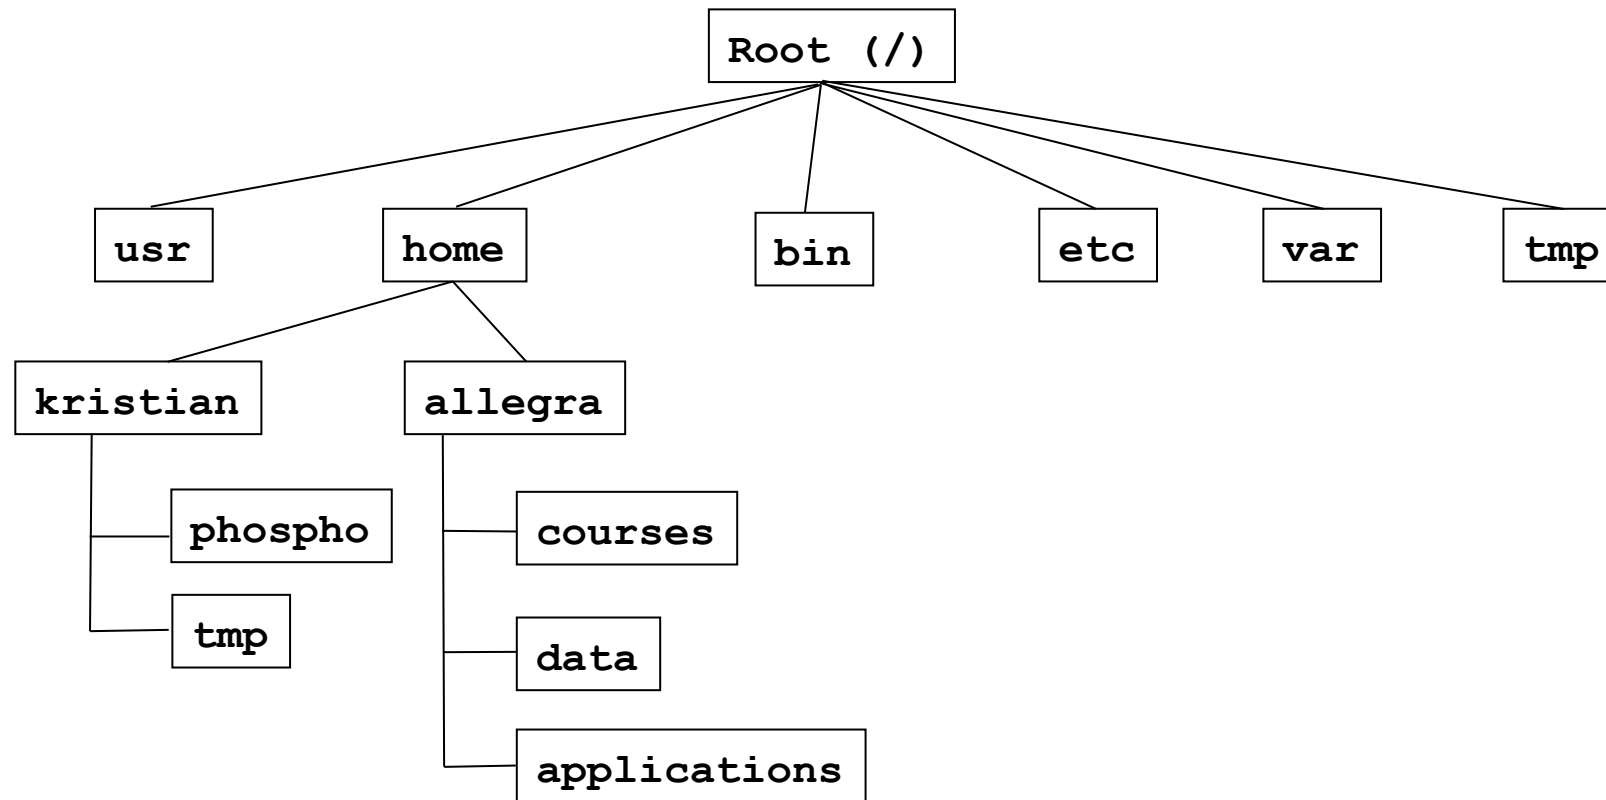 Root (/)
usr
home
bin
etc
var
tmp
kristian
allegra
phospho
courses
tmp
data
applications